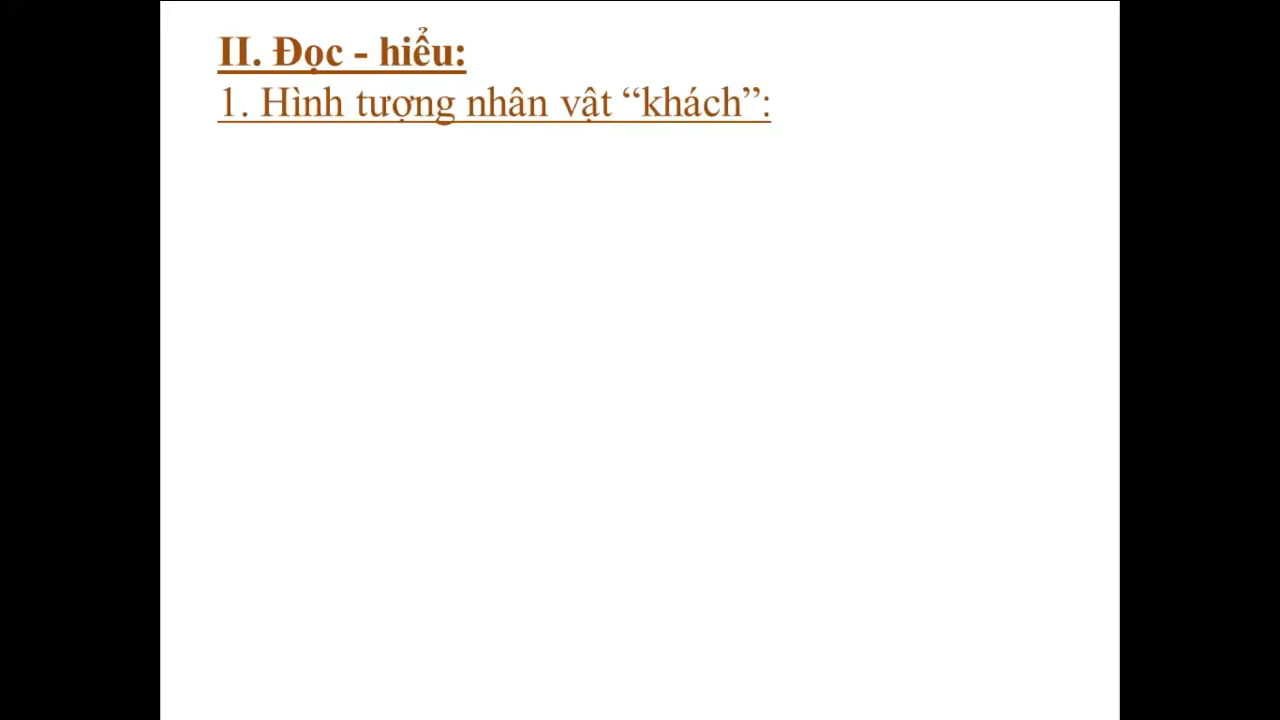 II. Đọc - hiểu:
1. Hình tượng nhân vật “khách”: